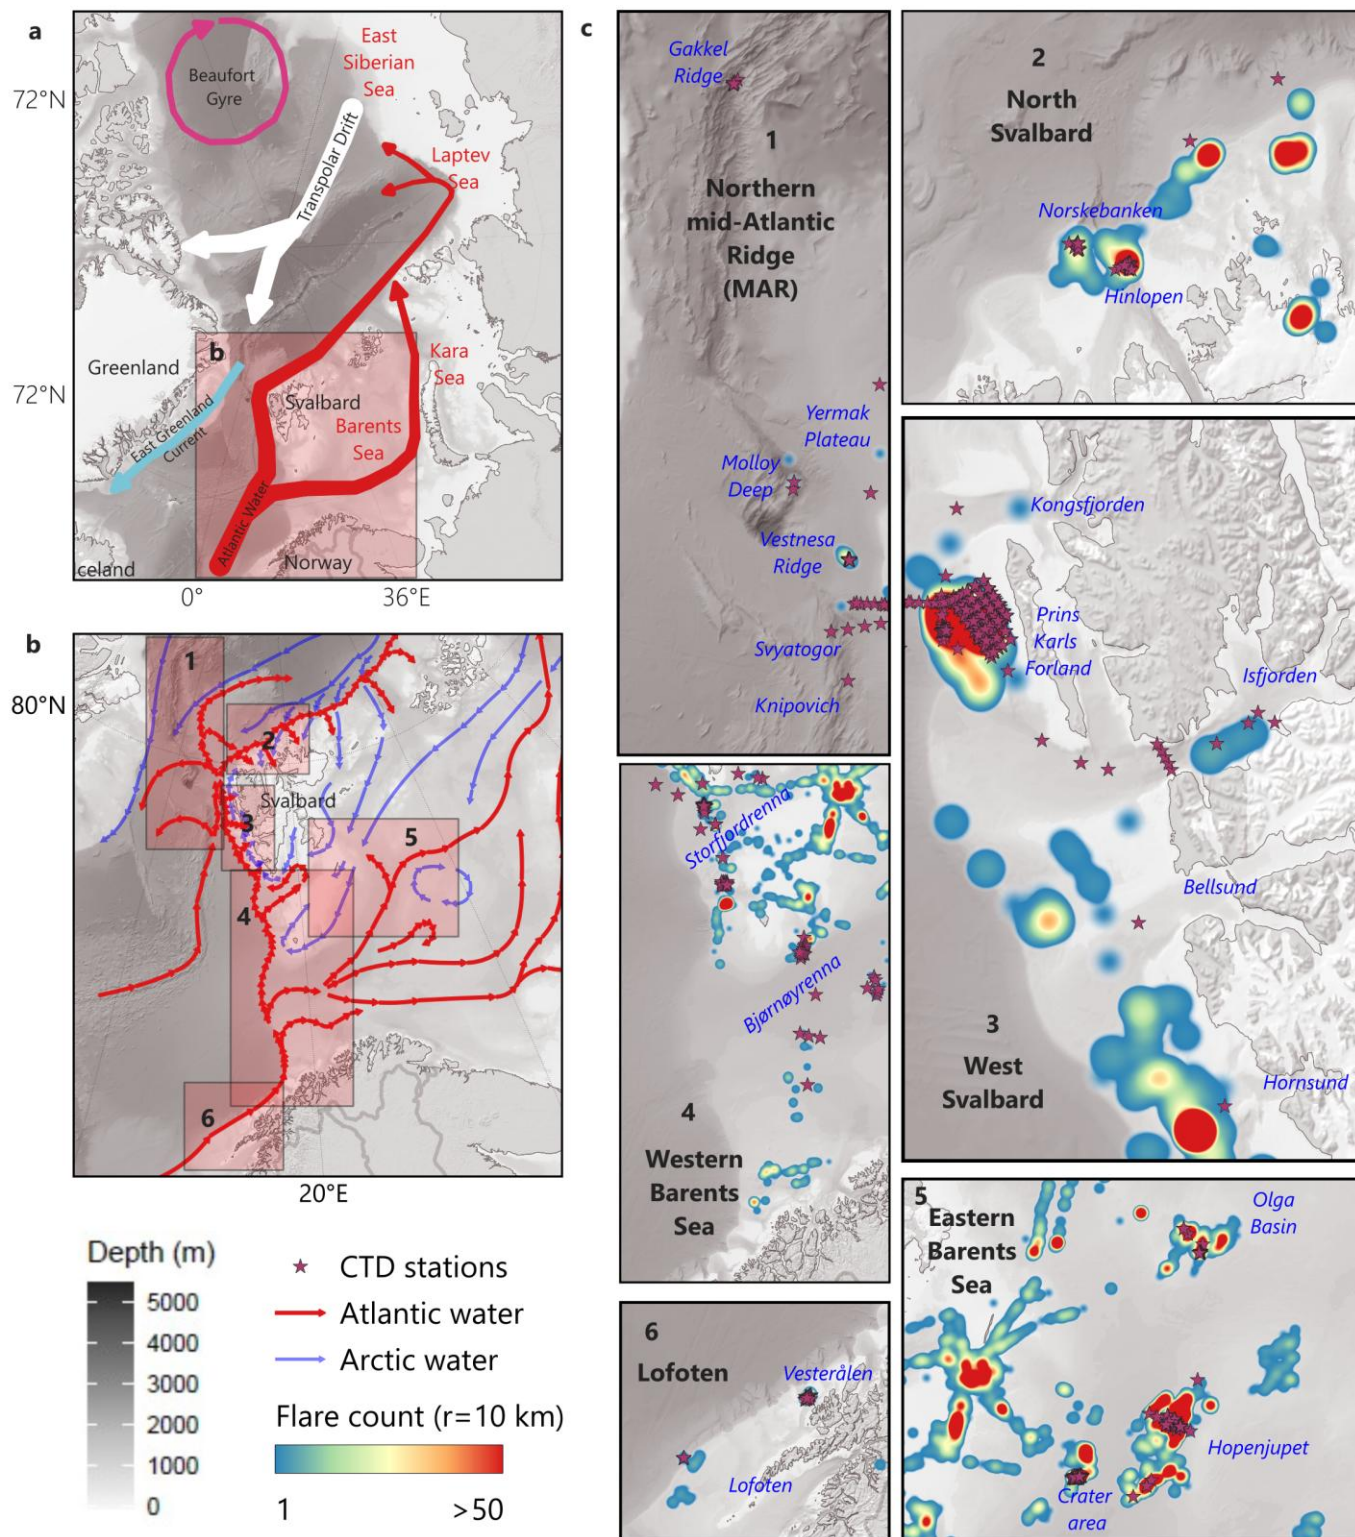 a
72°N
72°N
Beaufort
Gyre
East
Siberian
Sea
Transpolar Drift
Laptev
Sea
b
Greenland
Kara
Sea
Svalbard
Barents
Sea
East Greenland
Current
Atlantic Water
Norway
celand
0°
36°E
b
80°N
1
2
Svalbard
3
5
4
6
20°E
Depth (m)
5000
4000
3000
2000
1000
0
CTD stations
Atlantic water
Arctic water
Flare count (r=10 km)
1
>50
c
Gakkel
Ridge
1
Northern
mid-Atlantic
Ridge
(MAR)
Yermak
Plateau
Molloy
Deep
Vestnesa
Ridge
Svyatogor
Knipovich
2
North
Svalbard
Norskebanken
Hinlopen
Kongsfjorden
Prins
Karls
Forland
Isfjorden
Bellsund
3
West
Svalbard
Hornsund
Storfjordrenna
Bjørnøyrenna
4
Western
Barents
Sea
5
Eastern
Barents
Sea
Olga
Basin
Hopenjupet
Crater
area
6
Lofoten
Vesterålen
Lofoten